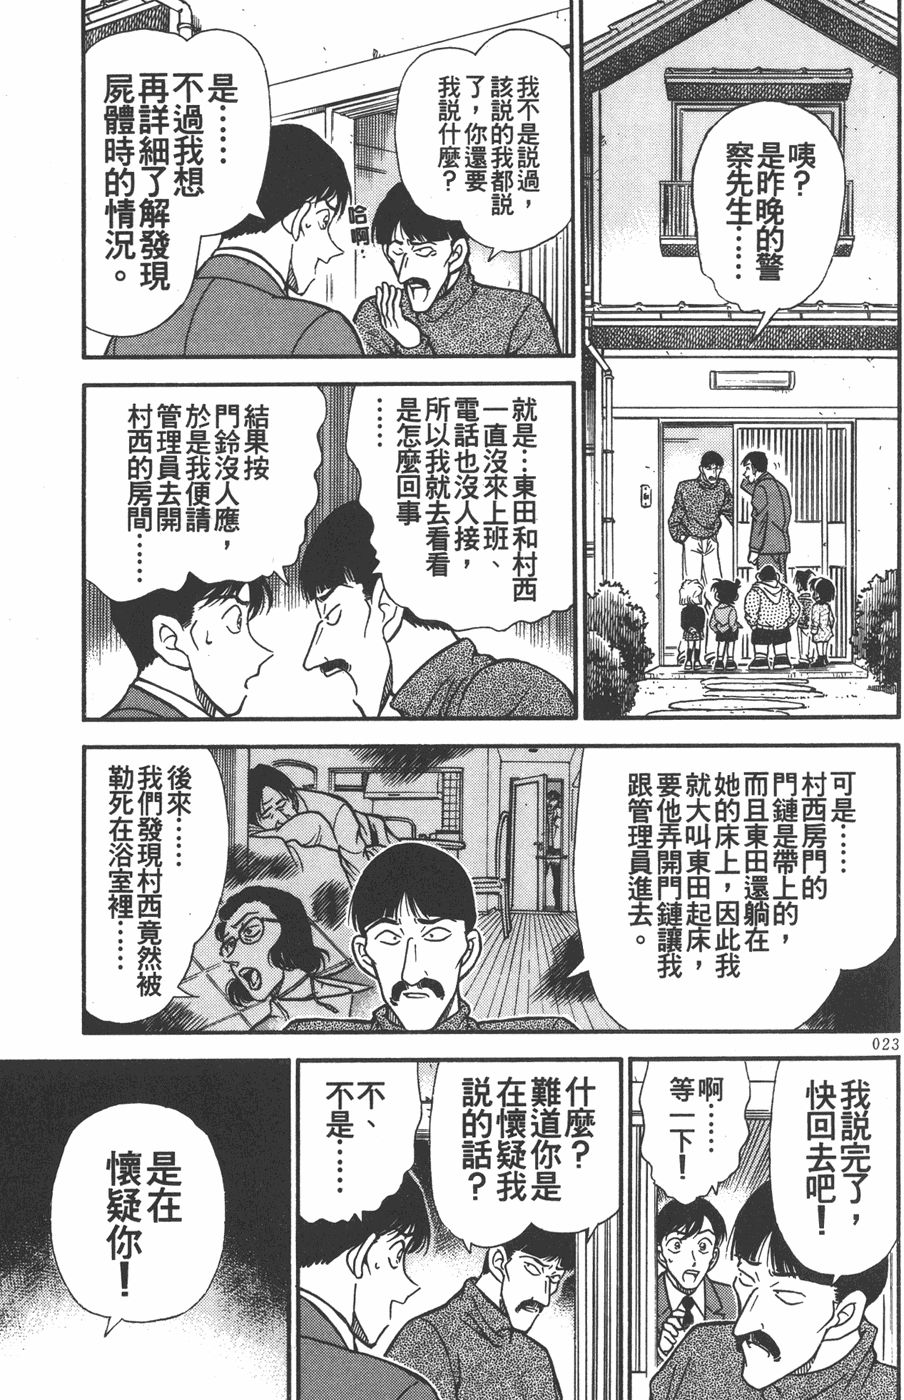 咦？
是昨晚的警
察先生……
我不是説過，
該説的我都説
了，你還要
我説什麼？
哈啊…
是……
不過我想
再詳細了解發現
屍體時的情況。
就是…東田和村西
一直沒來上班、
電話也沒人接，
所以我就去看看
是怎麼回事
……
結果按
門鈴沒人應，
於是我便請
管理員去開
村西的房間……
可是……
村西房門的
門鏈是帶上的，
而且東田還躺在
她的床上，因此我
就大叫東田起床，
要他弄開門鏈讓我
跟管理員進去。
後來……
我們發現村西竟然被
勒死在浴室裡……
023
我説完了，
快回去吧！
啊……
等一下！
什麼？
難道你是
在懷疑我
説的話？
不、
不是……
是在
懷疑你！